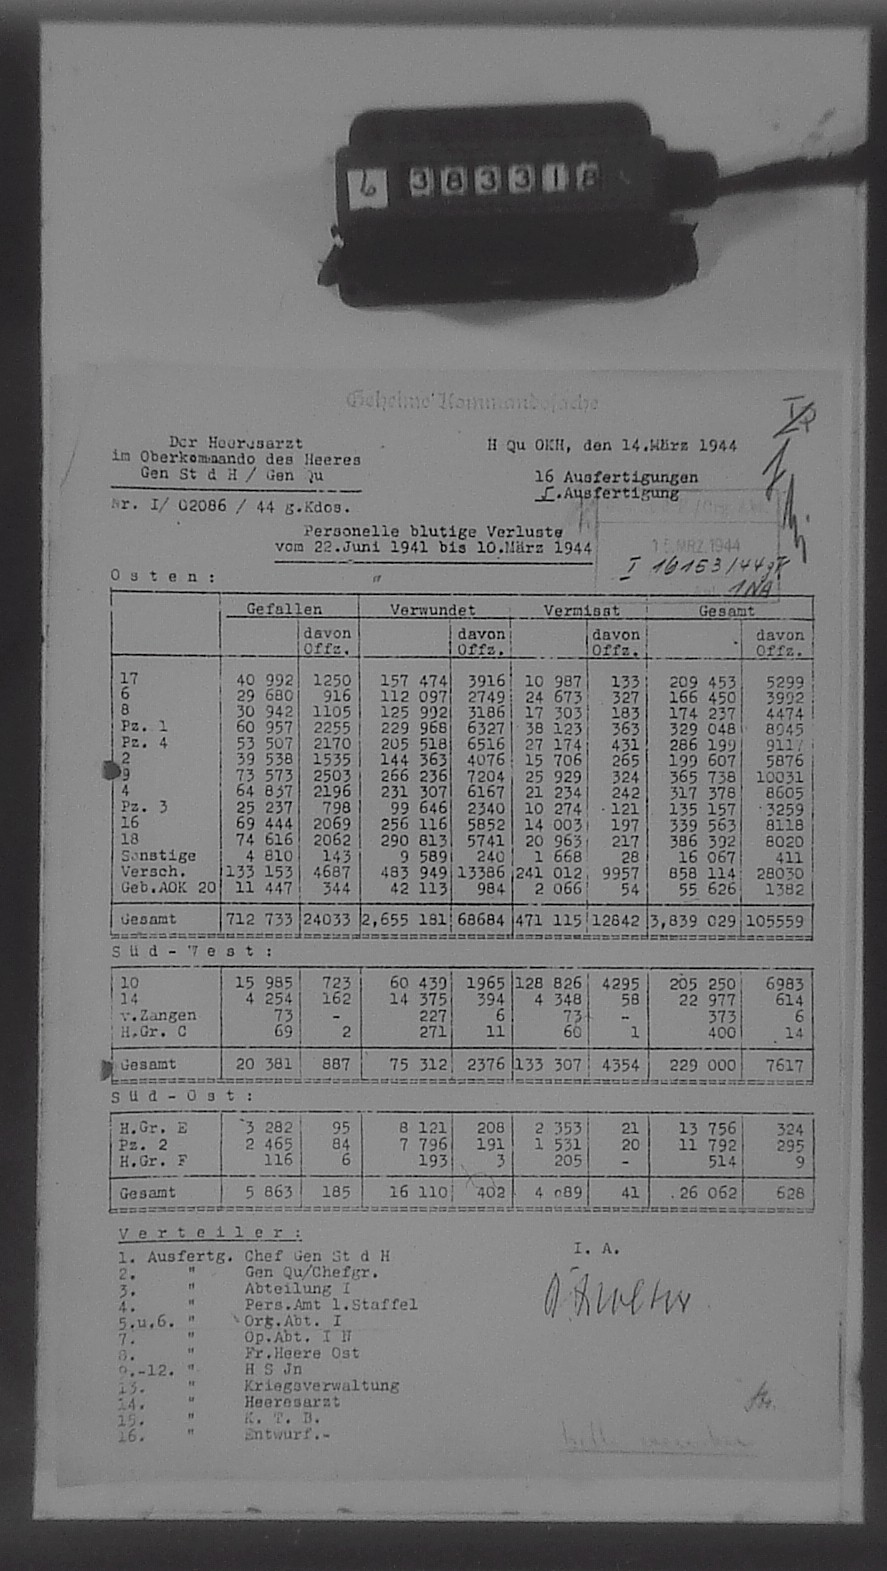 6 383318
Geheime Kommandosache
Der Heeresarzt
im Oberkommando des Heeres
Gen St d H / Gen Qu
H Qu OKH, den 14.März 1944
16 Ausfertigungen
5.Ausfertigung
Nr. I/ 02086 / 44 g.Kdos.
Personelle blutige Verluste
vom 22.Juni 1941 bis 10.März 1944
15.MRZ.1944
I 16153/44 gK
1NA
O s t e n :
Gefallen Verwundet Vermisst Gesamt
davon davon davon davon
Offz. Offz. Offz. Offz.
17 40 992 1250 157 474 3916 10 987 133 209 453 5299
6 29 680 916 112 097 2749 24 673 327 166 450 3992
8 30 942 1105 125 992 3186 17 303 183 174 237 4474
Pz. 1 60 957 2255 229 968 6327 38 123 363 329 048 8945
Pz. 4 53 507 2170 205 518 6516 27 174 431 286 199 9117
2 39 538 1535 144 363 4076 15 706 265 199 607 5876
9 73 573 2503 266 236 7204 25 929 324 365 738 10031
4 64 837 2196 231 307 6167 21 234 242 317 378 8605
Pz. 3 25 237 798 99 646 2340 10 274 121 135 157 3259
16 69 444 2069 256 116 5852 14 003 197 339 563 8118
18 74 616 2062 290 813 5741 20 963 217 386 392 8020
Sonstige 4 810 143 9 589 240 1 668 28 16 067 411
Versch. 133 153 4687 483 949 13386 241 012 9957 858 114 28030
Geb.AOK 20 11 447 344 42 113 984 2 066 54 55 626 1382
Gesamt 712 733 24033 2,655 181 68684 471 115 12842 3,839 029 105559
S ü d - W e s t :
10 15 985 723 60 439 1965 128 826 4295 205 250 6983
14 4 254 162 14 375 394 4 348 58 22 977 614
v.Zangen 73 - 227 6 73 - 373 6
H.Gr. C 69 2 271 11 60 1 400 14
Gesamt 20 381 887 75 312 2376 133 307 4354 229 000 7617
S ü d - O s t :
H.Gr. E 3 282 95 8 121 208 2 353 21 13 756 324
Pz. 2 2 465 84 7 796 191 1 531 20 11 792 295
H.Gr. F 116 6 193 3 205 - 514 9
Gesamt 5 863 185 16 110 402 4 089 41 26 062 628
V e r t e i l e r :
1. Ausfertg. Chef Gen St d H
2. " Gen Qu/Chefgr.
3. " Abteilung I
4. " Pers.Amt 1.Staffel
5.u.6. " Org.Abt. I
7. " Op.Abt. I N
8. " Fr.Heere Ost
9.-12. " H S Jn
13. " Kriegsverwaltung
14. " Heeresarzt
15. " K. T. B.
16. " Entwurf.-
I. A.